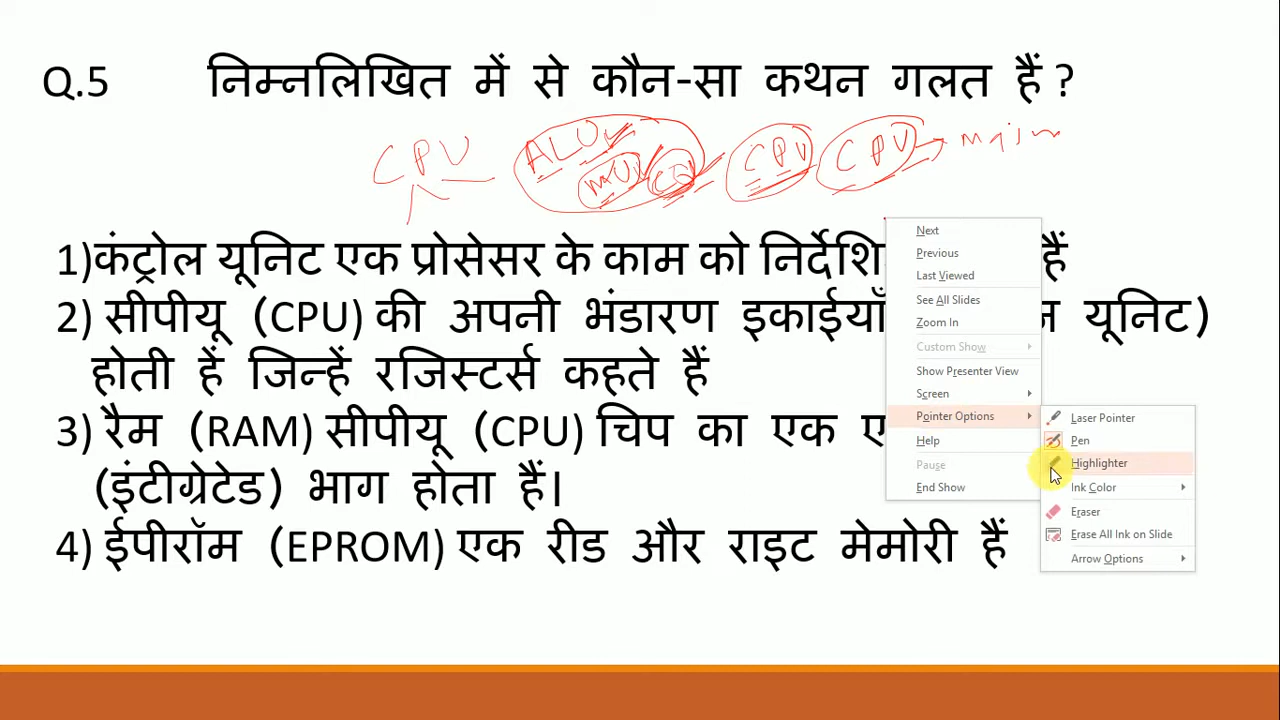 Q.5 निम्नलिखित में से कौन-सा कथन गलत हैं ?
CPU ALU MU CU CPU CPU
1)कंट्रोल यूनिट एक प्रोसेसर के काम को हैं
2) सीपीयू (CPU) की अपनी भंडारण इकाईयाँ यूनिट)
होती हें जिन्हें रजिस्टर्स कहते हैं
3) रैम (RAM) सीपीयू (CPU) चिप का एक
(इंटीग्रेटेड) भाग होता हैं।
4) ईपीरॉम (EPROM) एक रीड और राइट मेमोरी हैं
Next
Previous
Last Viewed
See All Slides
Zoom In
Custom Show
Show Presenter View
Screen
Pointer Options
Help
Pause
End Show
Laser Pointer
Pen
Highlighter
Ink Color
Eraser
Erase All Ink on Slide
Arrow Options